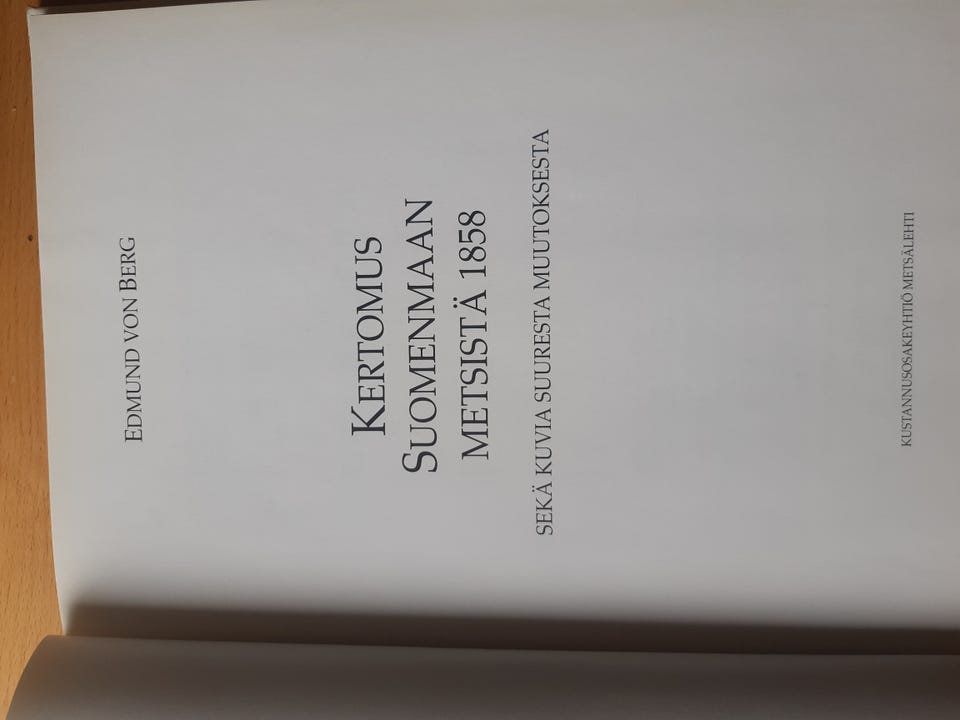 EDMUND VON BERG
KERTOMUS
SUOMENMAAN
METSISTÄ 1858
SEKÄ KUVIA SUURESTA MUUTOKSESTA
KUSTANNUSOSAKEYHTIÖ METSÄLEHTI